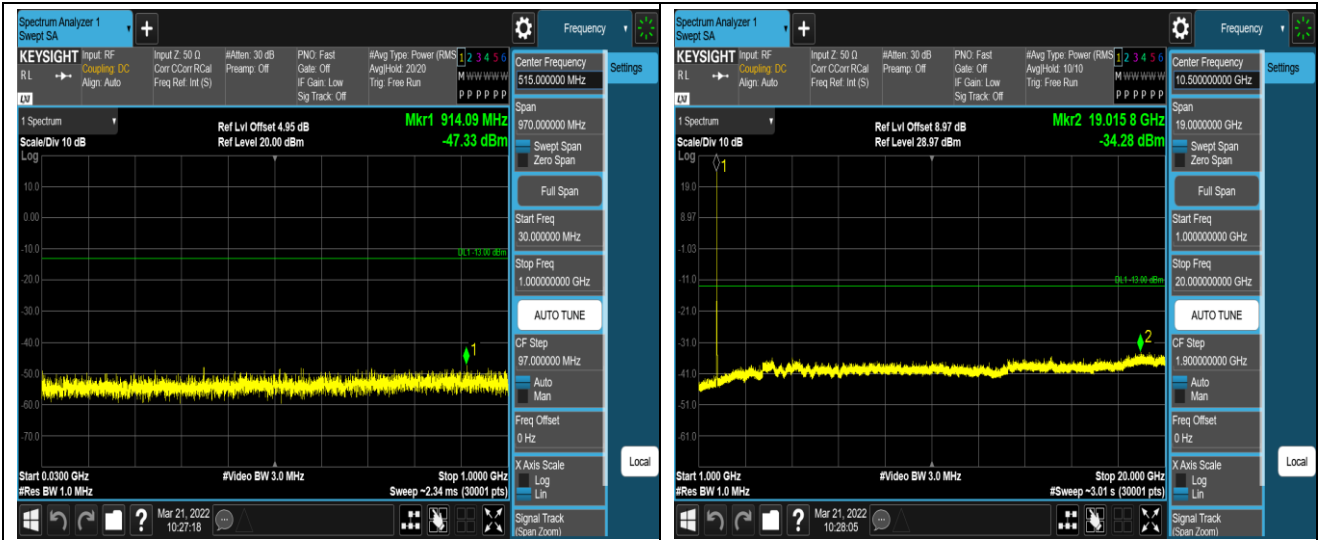 Spectrum Analyzer 1
Swept SA
+
Frequency
KEYSIGHT
Input: RF
Coupling: DC
Align: Auto
Input Z: 50 Ω
Corr CCorr RCal
Freq Ref: Int (S)
#Atten: 30 dB
Preamp: Off
PNO: Fast
Gate: Off
IF Gain: Low
Sig Track: Off
#Avg Type: Power (RMS
Avg|Hold: 20/20
Trig: Free Run
1 2 3 4 5 6
M W W W W W
P P P P P P
RL
LXI
Center Frequency
515.000000 MHz
Settings
1 Spectrum
Scale/Div 10 dB
Log
Ref Lvl Offset 4.95 dB
Ref Level 20.00 dBm
Mkr1 914.09 MHz
-47.33 dBm
Span
970.000000 MHz
Swept Span
Zero Span
Full Span
Start Freq
30.000000 MHz
Stop Freq
1.000000000 GHz
AUTO TUNE
CF Step
97.000000 MHz
Auto
Man
Freq Offset
0 Hz
X Axis Scale
Log
Lin
Signal Track
(Span Zoom)
Local
10.0
0.00
-10.0
-20.0
-30.0
-40.0
-50.0
-60.0
-70.0
DL1 -13.00 dBm
1
Start 0.0300 GHz
#Res BW 1.0 MHz
#Video BW 3.0 MHz
Stop 1.0000 GHz
Sweep ~2.34 ms (30001 pts)
?
Mar 21, 2022
10:27:18
Spectrum Analyzer 1
Swept SA
+
Frequency
KEYSIGHT
Input: RF
Coupling: DC
Align: Auto
Input Z: 50 Ω
Corr CCorr RCal
Freq Ref: Int (S)
#Atten: 30 dB
Preamp: Off
PNO: Fast
Gate: Off
IF Gain: Low
Sig Track: Off
#Avg Type: Power (RMS
Avg|Hold: 10/10
Trig: Free Run
1 2 3 4 5 6
M W W W W W
P P P P P P
RL
LXI
Center Frequency
10.500000000 GHz
Settings
1 Spectrum
Scale/Div 10 dB
Log
Ref Lvl Offset 8.97 dB
Ref Level 28.97 dBm
Mkr2 19.015 8 GHz
-34.28 dBm
Span
19.0000000 GHz
Swept Span
Zero Span
Full Span
Start Freq
1.000000000 GHz
Stop Freq
20.000000000 GHz
AUTO TUNE
CF Step
1.900000000 GHz
Auto
Man
Freq Offset
0 Hz
X Axis Scale
Log
Lin
Signal Track
(Span Zoom)
Local
1
19.0
8.97
-1.03
-11.0
-21.0
-31.0
-41.0
-51.0
-61.0
DL1 -13.00 dBm
2
Start 1.000 GHz
#Res BW 1.0 MHz
#Video BW 3.0 MHz
Stop 20.000 GHz
#Sweep ~3.01 s (30001 pts)
?
Mar 21, 2022
10:28:05